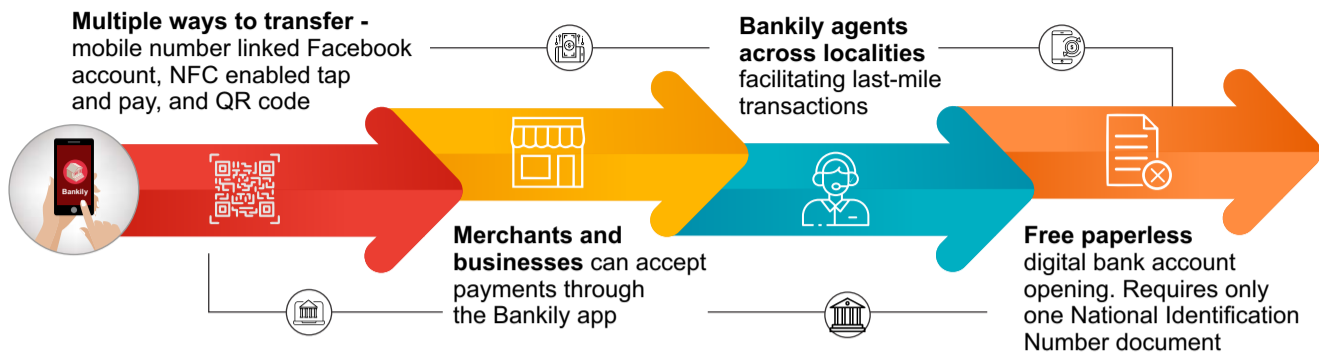 Multiple ways to transfer -
mobile number linked Facebook
account, NFC enabled tap
and pay, and QR code
Bankily
Merchants and
businesses can accept
payments through
the Bankily app
Bankily agents
across localities
facilitating last-mile
transactions
Free paperless
digital bank account
opening. Requires only
one National Identification
Number document